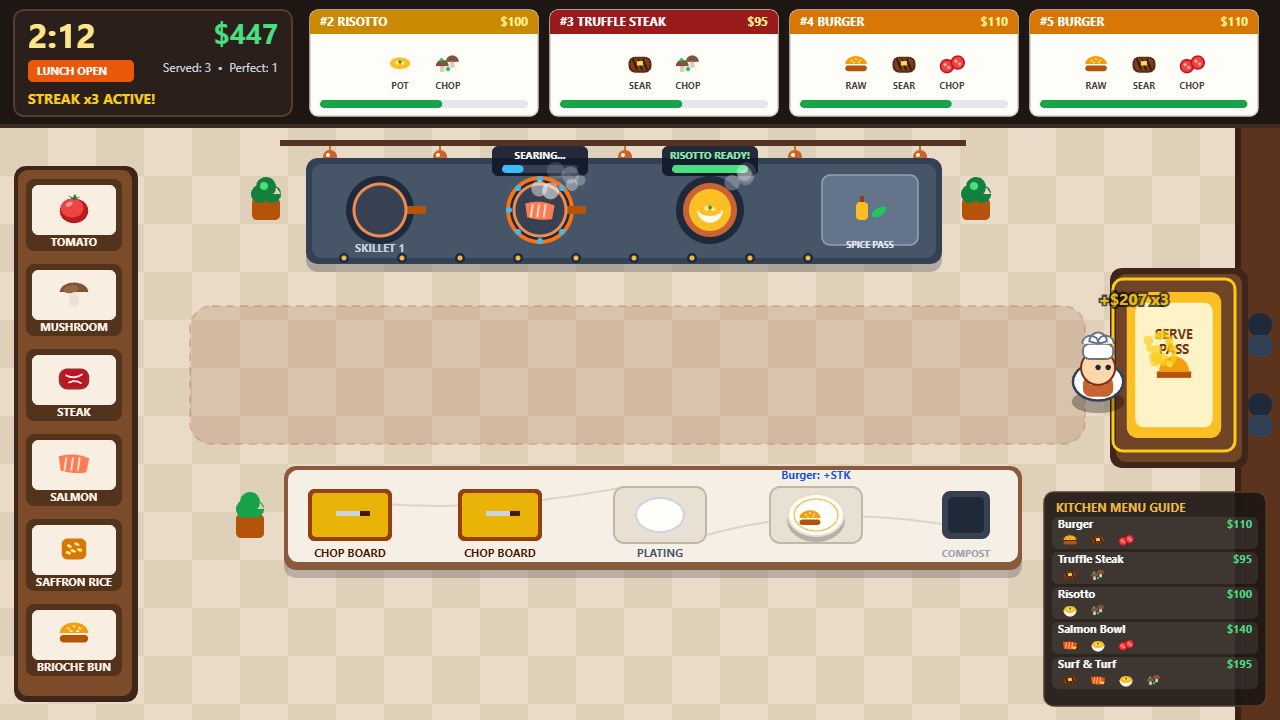 2:12
$447
LUNCH OPEN
Served: 3 • Perfect: 1
STREAK x3 ACTIVE!
#2 RISOTTO $100
POT CHOP
#3 TRUFFLE STEAK $95
SEAR CHOP
#4 BURGER $110
RAW SEAR CHOP
#5 BURGER $110
RAW SEAR CHOP
SEARING...
RISOTTO READY!
SKILLET 1
SPICE PASS
TOMATO
MUSHROOM
STEAK
SALMON
SAFFRON RICE
BRIOCHE BUN
+$207 x3
SERVE
PASS
Burger: +STK
CHOP BOARD
CHOP BOARD
PLATING
COMPOST
KITCHEN MENU GUIDE
Burger $110
Truffle Steak $95
Risotto $100
Salmon Bowl $140
Surf & Turf $195